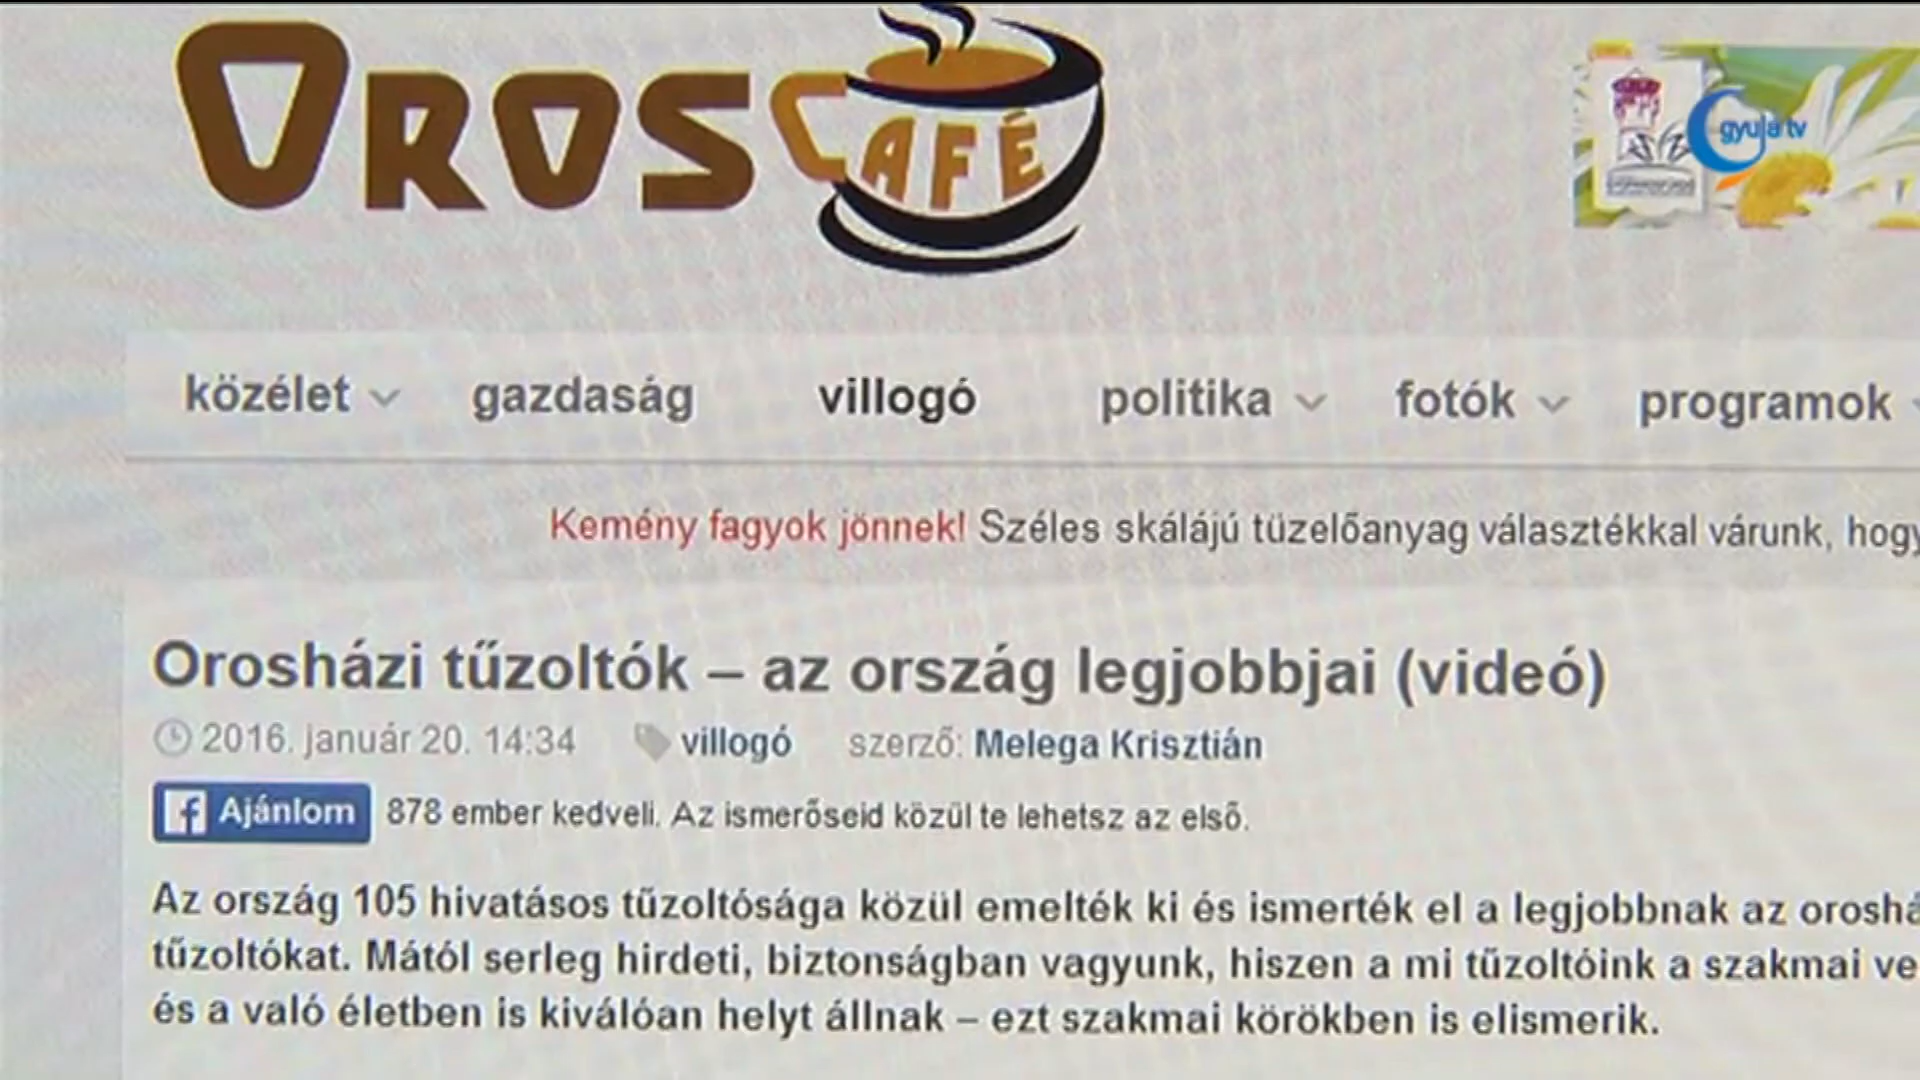 OROSCAFÉ
gyula tv
közélet gazdaság villogó politika fotók programok
Kemény fagyok jönnek! Széles skálájú tüzelőanyag választékkal várunk, hogy
Orosházi tűzoltók – az ország legjobbjai (videó)
2016. január 20. 14:34 villogó szerző: Melega Krisztián
Ajánlom 878 ember kedveli. Az ismerőseid közül te lehetsz az első.
Az ország 105 hivatásos tűzoltósága közül emelték ki és ismerték el a legjobbnak az oroshá
tűzoltókat. Mától serleg hirdeti, biztonságban vagyunk, hiszen a mi tűzoltóink a szakmai ve
és a való életben is kiválóan helyt állnak – ezt szakmai körökben is elismerik.